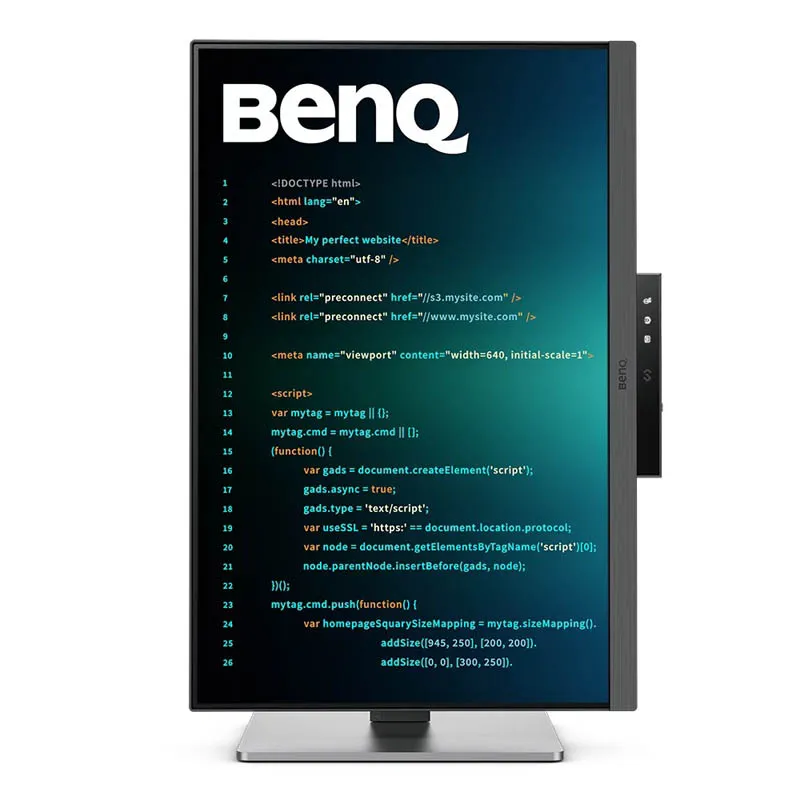 BenQ
1 <!DOCTYPE html>
2 <html lang="en">
3 <head>
4 <title>My perfect website</title>
5 <meta charset="utf-8" />
6
7 <link rel="preconnect" href="//s3.mysite.com" />
8 <link rel="preconnect" href="//www.mysite.com" />
9
10 <meta name="viewport" content="width=640, initial-scale=1">
11
12 <script>
13 var mytag = mytag || {};
14 mytag.cmd = mytag.cmd || [];
15 (function() {
16 var gads = document.createElement('script');
17 gads.async = true;
18 gads.type = 'text/script';
19 var useSSL = 'https:' == document.location.protocol;
20 var node = document.getElementsByTagName('script')[0];
21 node.parentNode.insertBefore(gads, node);
22 })();
23 mytag.cmd.push(function() {
24 var homepageSquarySizeMapping = mytag.sizeMapping().
25 addSize([945, 250], [200, 200]).
26 addSize([0, 0], [300, 250]).
BenQ